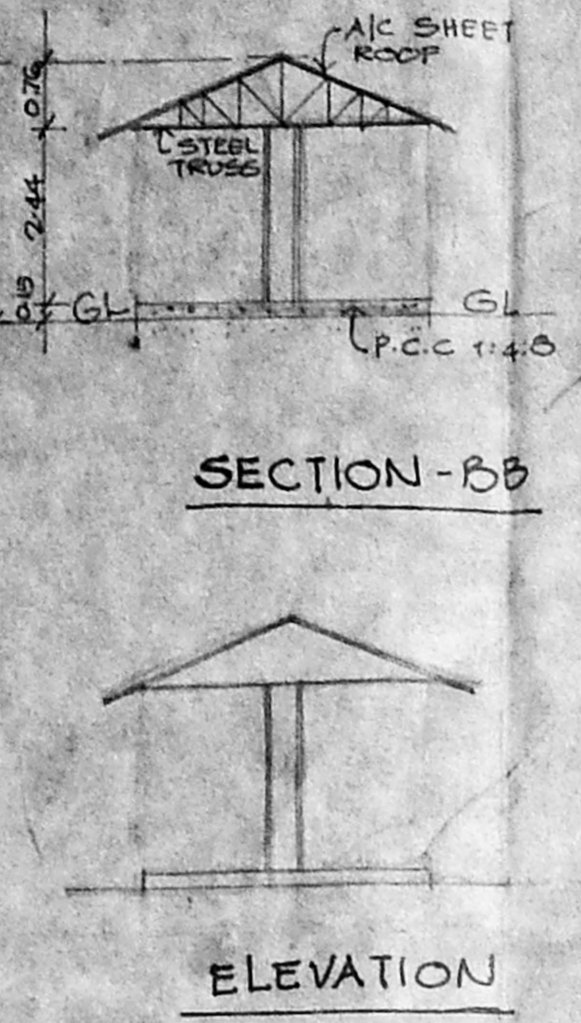 A/C SHEET
ROOF
0.76
STEEL
TRUSS
2.44
0.15
GL
GL
P.C.C 1:4:8
SECTION-BB
ELEVATION